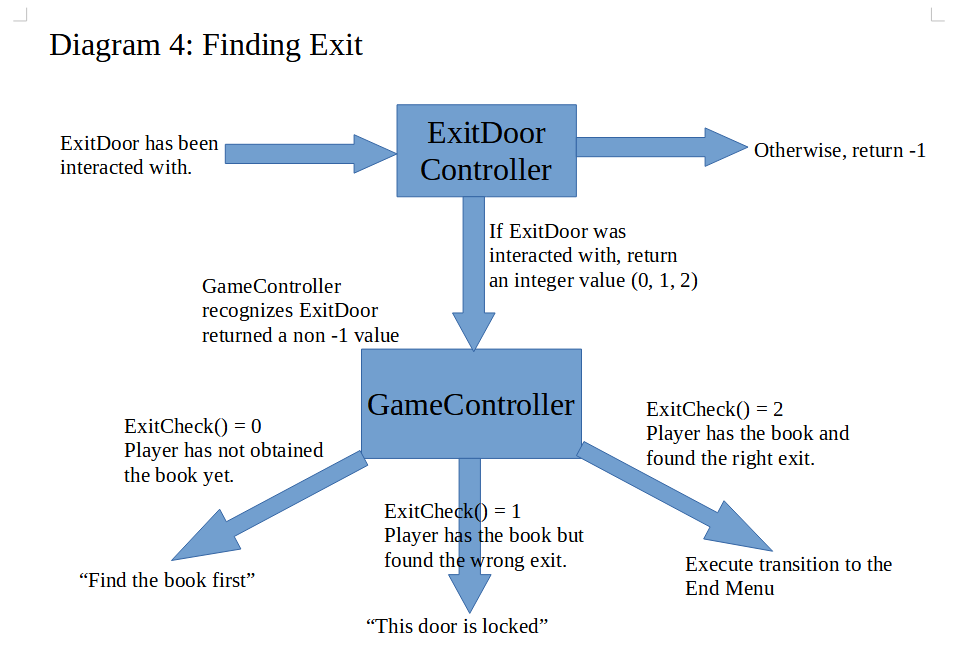 Diagram 4: Finding Exit
ExitDoor has been
interacted with.
ExitDoor
Controller
Otherwise, return -1
If ExitDoor was
interacted with, return
an integer value (0, 1, 2)
GameController
recognizes ExitDoor
returned a non -1 value
GameController
ExitCheck() = 0
Player has not obtained
the book yet.
ExitCheck() = 1
Player has the book but
found the wrong exit.
ExitCheck() = 2
Player has the book and
found the right exit.
“Find the book first”
“This door is locked”
Execute transition to the
End Menu